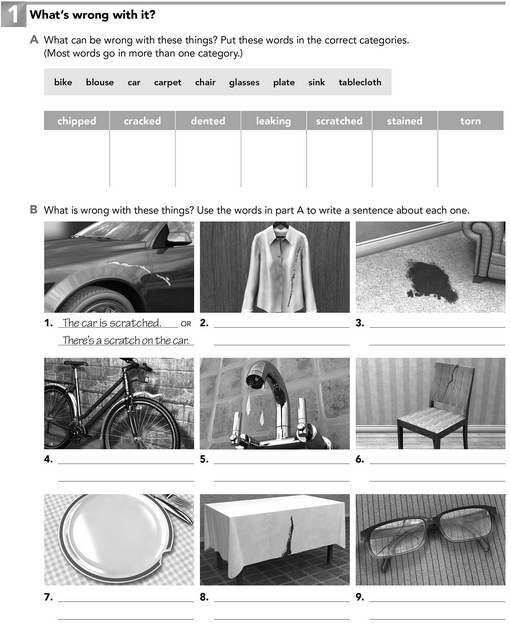 1 What's wrong with it?
A What can be wrong with these things? Put these words in the correct categories.
(Most words go in more than one category.)
bike blouse car carpet chair glasses plate sink tablecloth
chipped cracked dented leaking scratched stained torn
B What is wrong with these things? Use the words in part A to write a sentence about each one.
1. The car is scratched. OR 2. 3.
There's a scratch on the car.
4. 5. 6.
7. 8. 9.